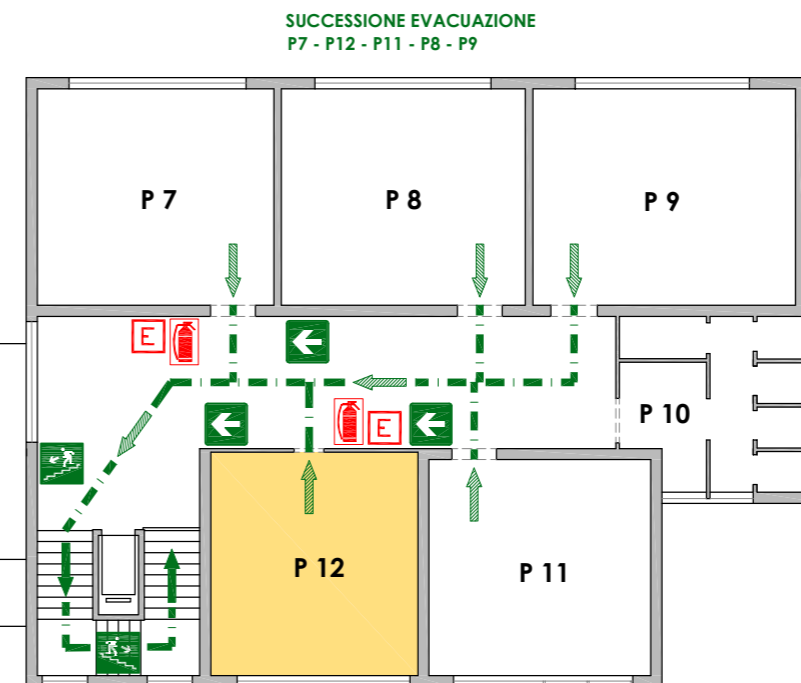 SUCCESSIONE EVACUAZIONE
P7 - P12 - P11 - P8 - P9
P 7
P 8
P 9
E
E
P 10
P 12
P 11